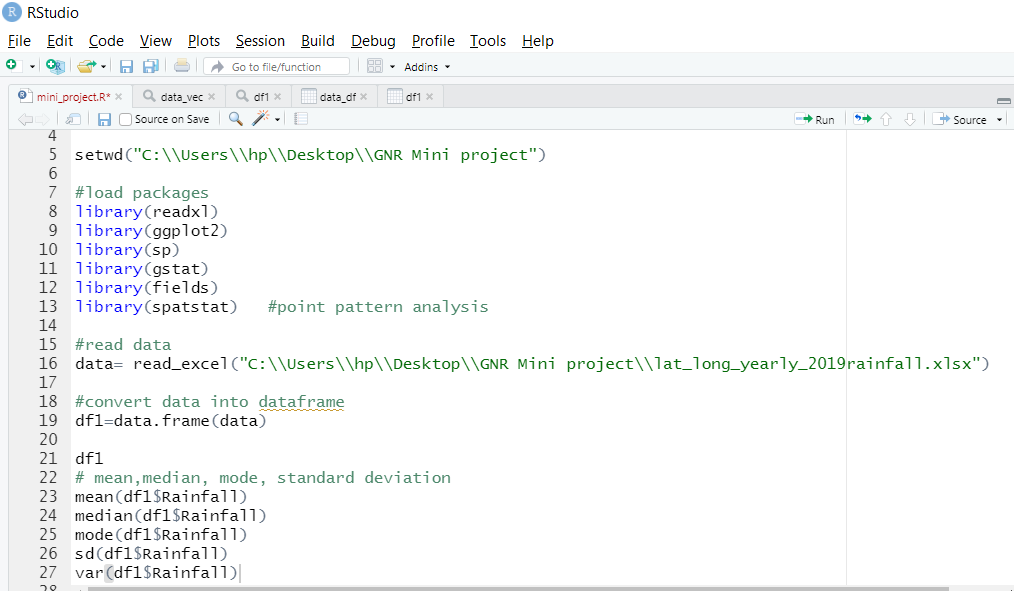 RStudio
File Edit Code View Plots Session Build Debug Profile Tools Help
Go to file/function Addins
mini_project.R* data_vec df1 data_df df1
Source on Save Run Source
4
5 setwd("C:\\Users\\hp\\Desktop\\GNR Mini project")
6
7 #load packages
8 library(readxl)
9 library(ggplot2)
10 library(sp)
11 library(gstat)
12 library(fields)
13 library(spatstat) #point pattern analysis
14
15 #read data
16 data= read_excel("C:\\Users\\hp\\Desktop\\GNR Mini project\\lat_long_yearly_2019rainfall.xlsx")
17
18 #convert data into dataframe
19 df1=data.frame(data)
20
21 df1
22 # mean,median, mode, standard deviation
23 mean(df1$Rainfall)
24 median(df1$Rainfall)
25 mode(df1$Rainfall)
26 sd(df1$Rainfall)
27 var(df1$Rainfall)
28